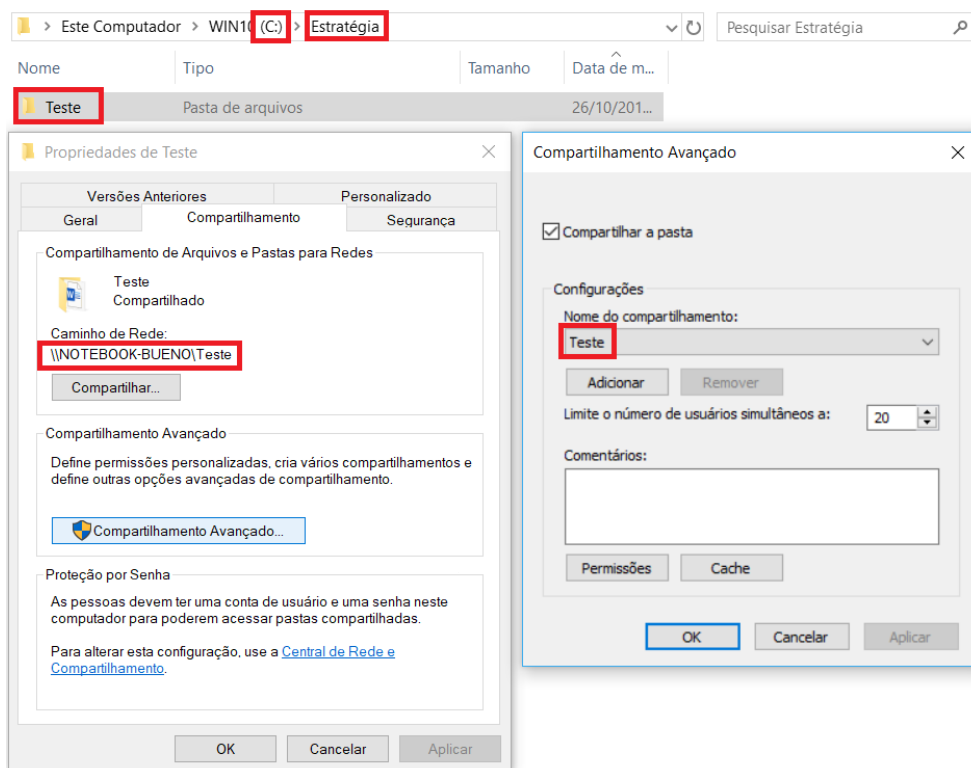 Este Computador > WIN10 (C:) > Estratégia
Pesquisar Estratégia
Nome Tipo Tamanho Data de m...
Teste Pasta de arquivos 26/10/201...
Propriedades de Teste
Versões Anteriores Personalizado
Geral Compartilhamento Segurança
Compartilhamento de Arquivos e Pastas para Redes
Teste
Compartilhado
Caminho de Rede:
\\NOTEBOOK-BUENO\Teste
Compartilhar...
Compartilhamento Avançado
Define permissões personalizadas, cria vários compartilhamentos e
define outras opções avançadas de compartilhamento.
Compartilhamento Avançado...
Proteção por Senha
As pessoas devem ter uma conta de usuário e uma senha neste
computador para poderem acessar pastas compartilhadas.
Para alterar esta configuração, use a Central de Rede e
Compartilhamento.
OK Cancelar Aplicar
Compartilhamento Avançado
Compartilhar a pasta
Configurações
Nome do compartilhamento:
Teste
Adicionar Remover
Limite o número de usuários simultâneos a: 20
Comentários:
Permissões Cache
OK Cancelar Aplicar